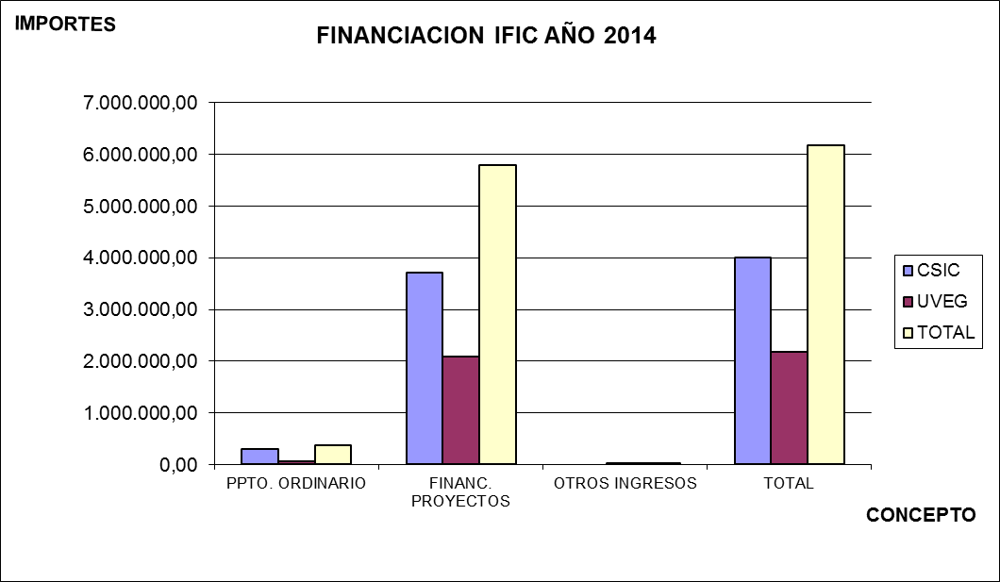 IMPORTES
FINANCIACION IFIC AÑO 2014
7.000.000,00
6.000.000,00
5.000.000,00
4.000.000,00
3.000.000,00
2.000.000,00
1.000.000,00
0,00
PPTO. ORDINARIO
FINANC.
PROYECTOS
OTROS INGRESOS
TOTAL
CONCEPTO
CSIC
UVEG
TOTAL